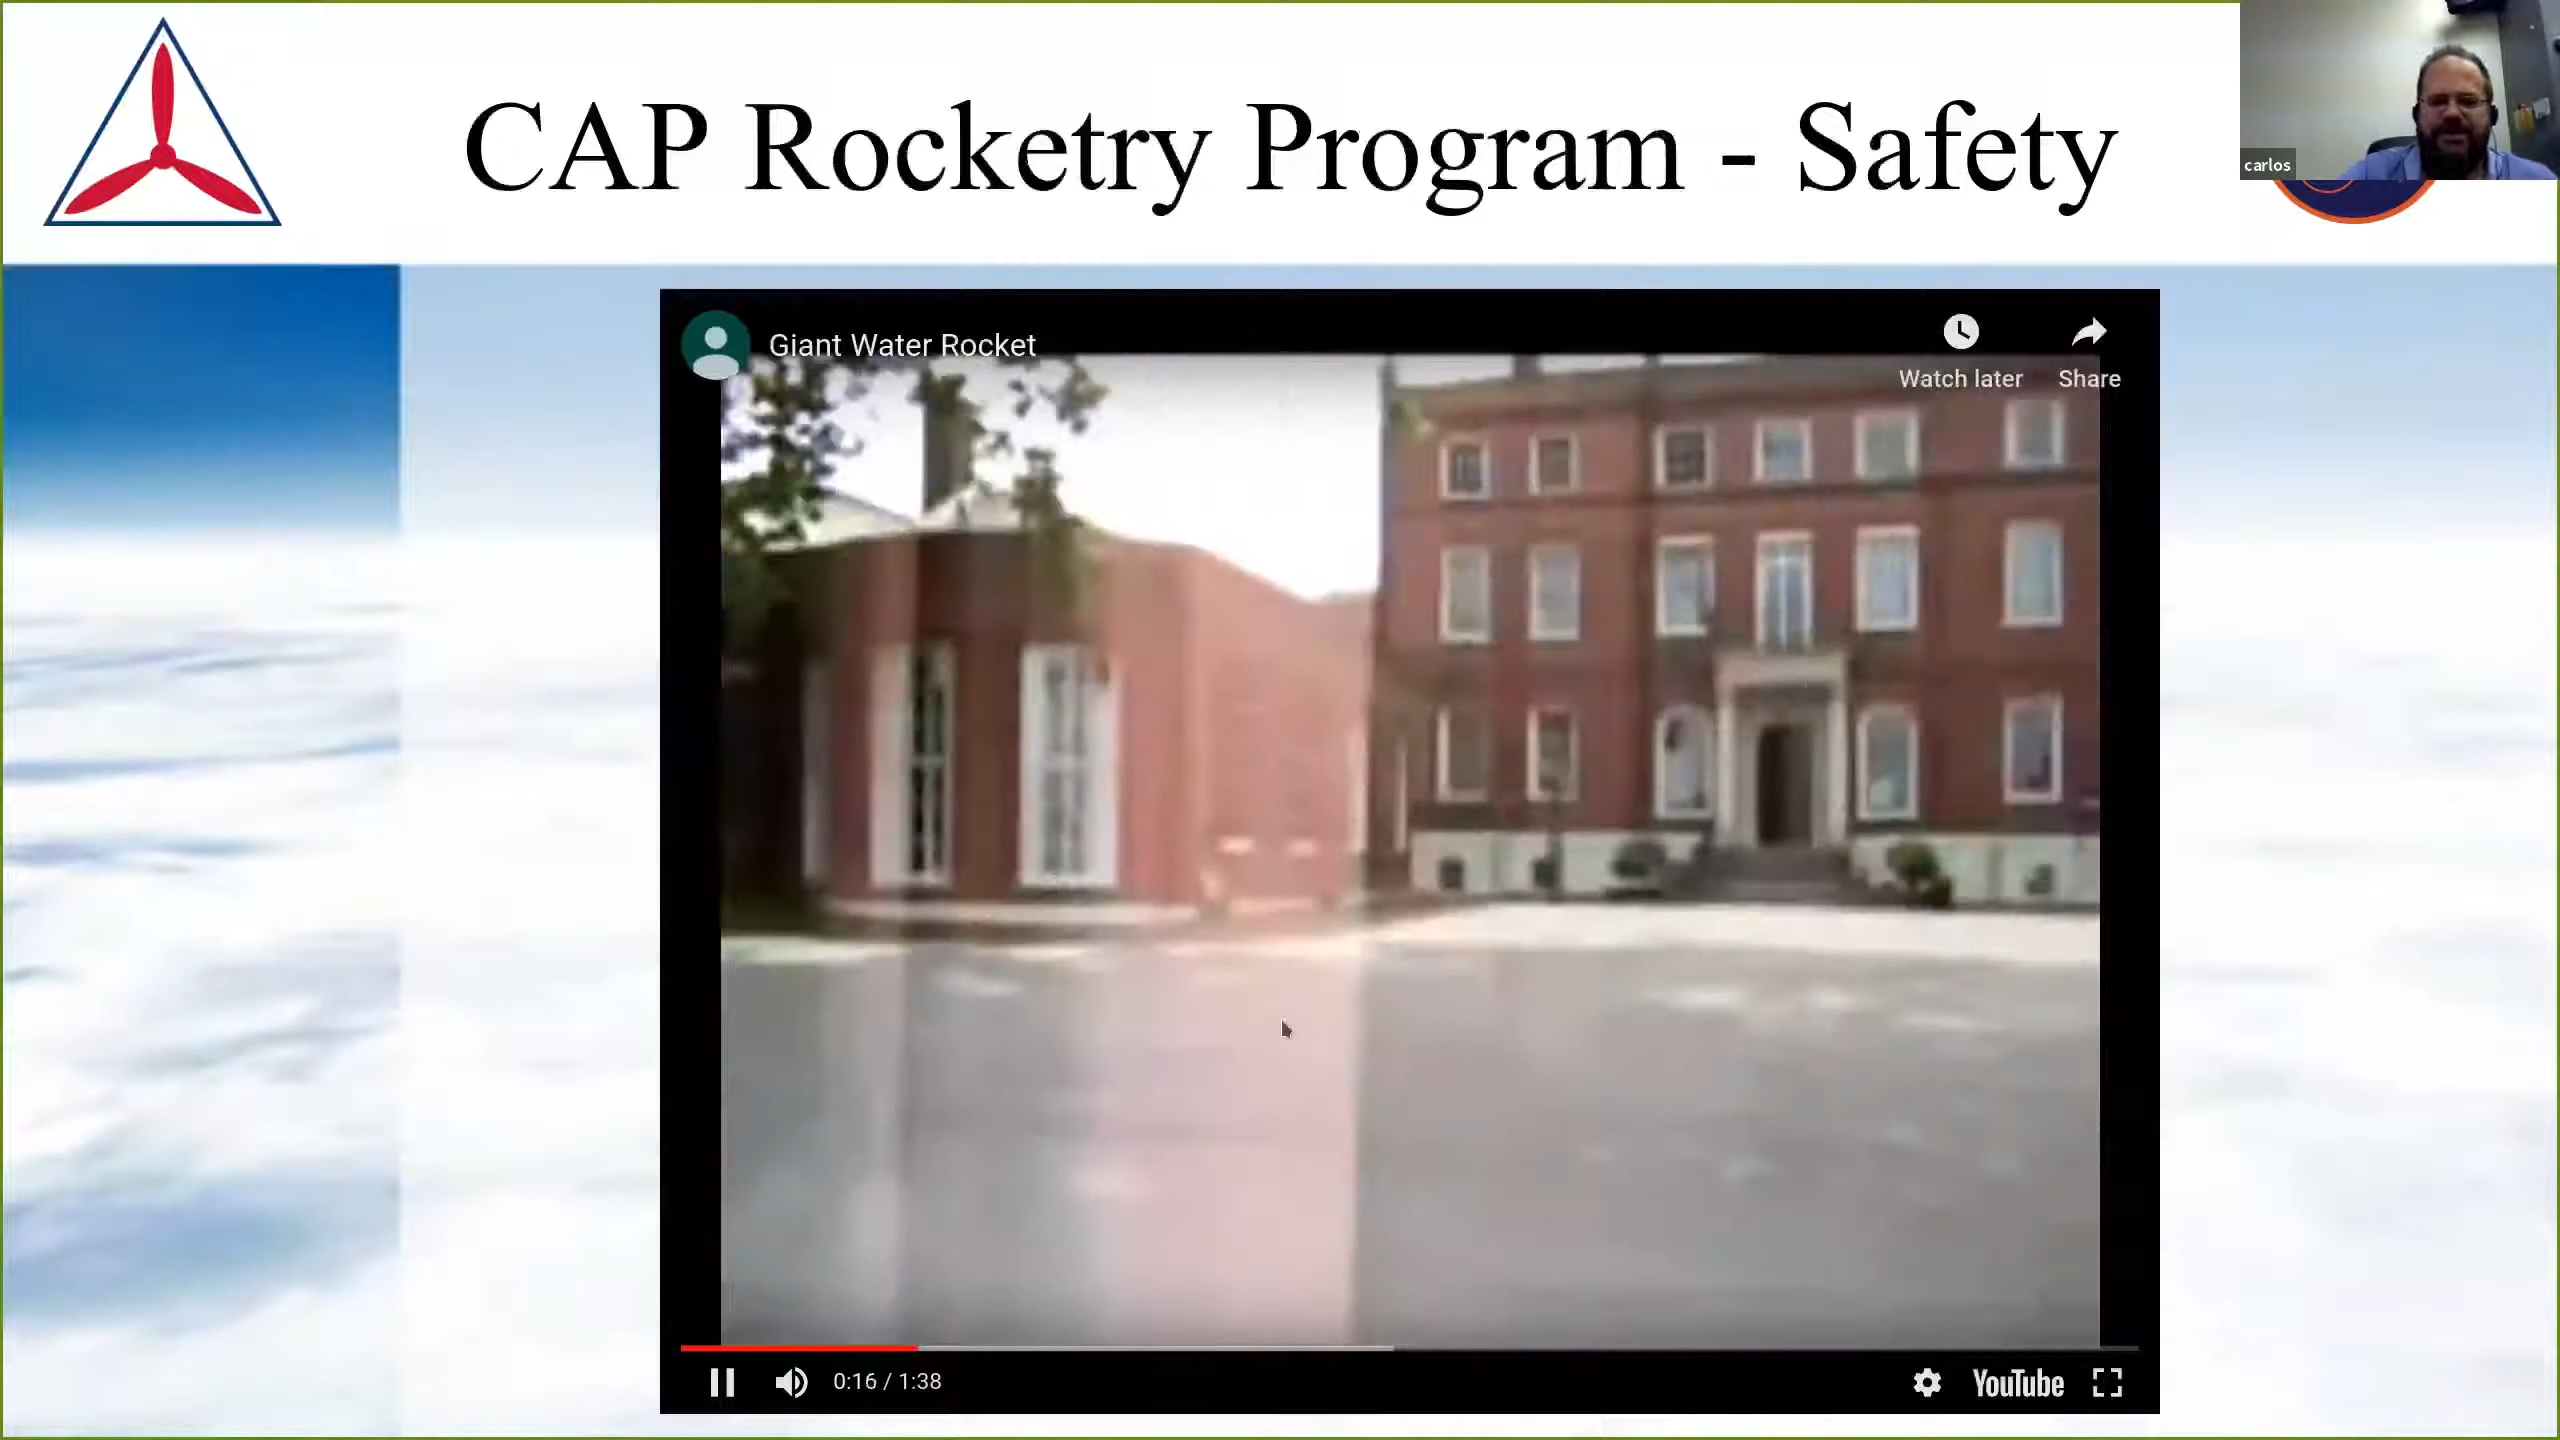 CAP Rocketry Program - Safety
carlos
Giant Water Rocket
Watch later
Share
0:16 / 1:38
YouTube